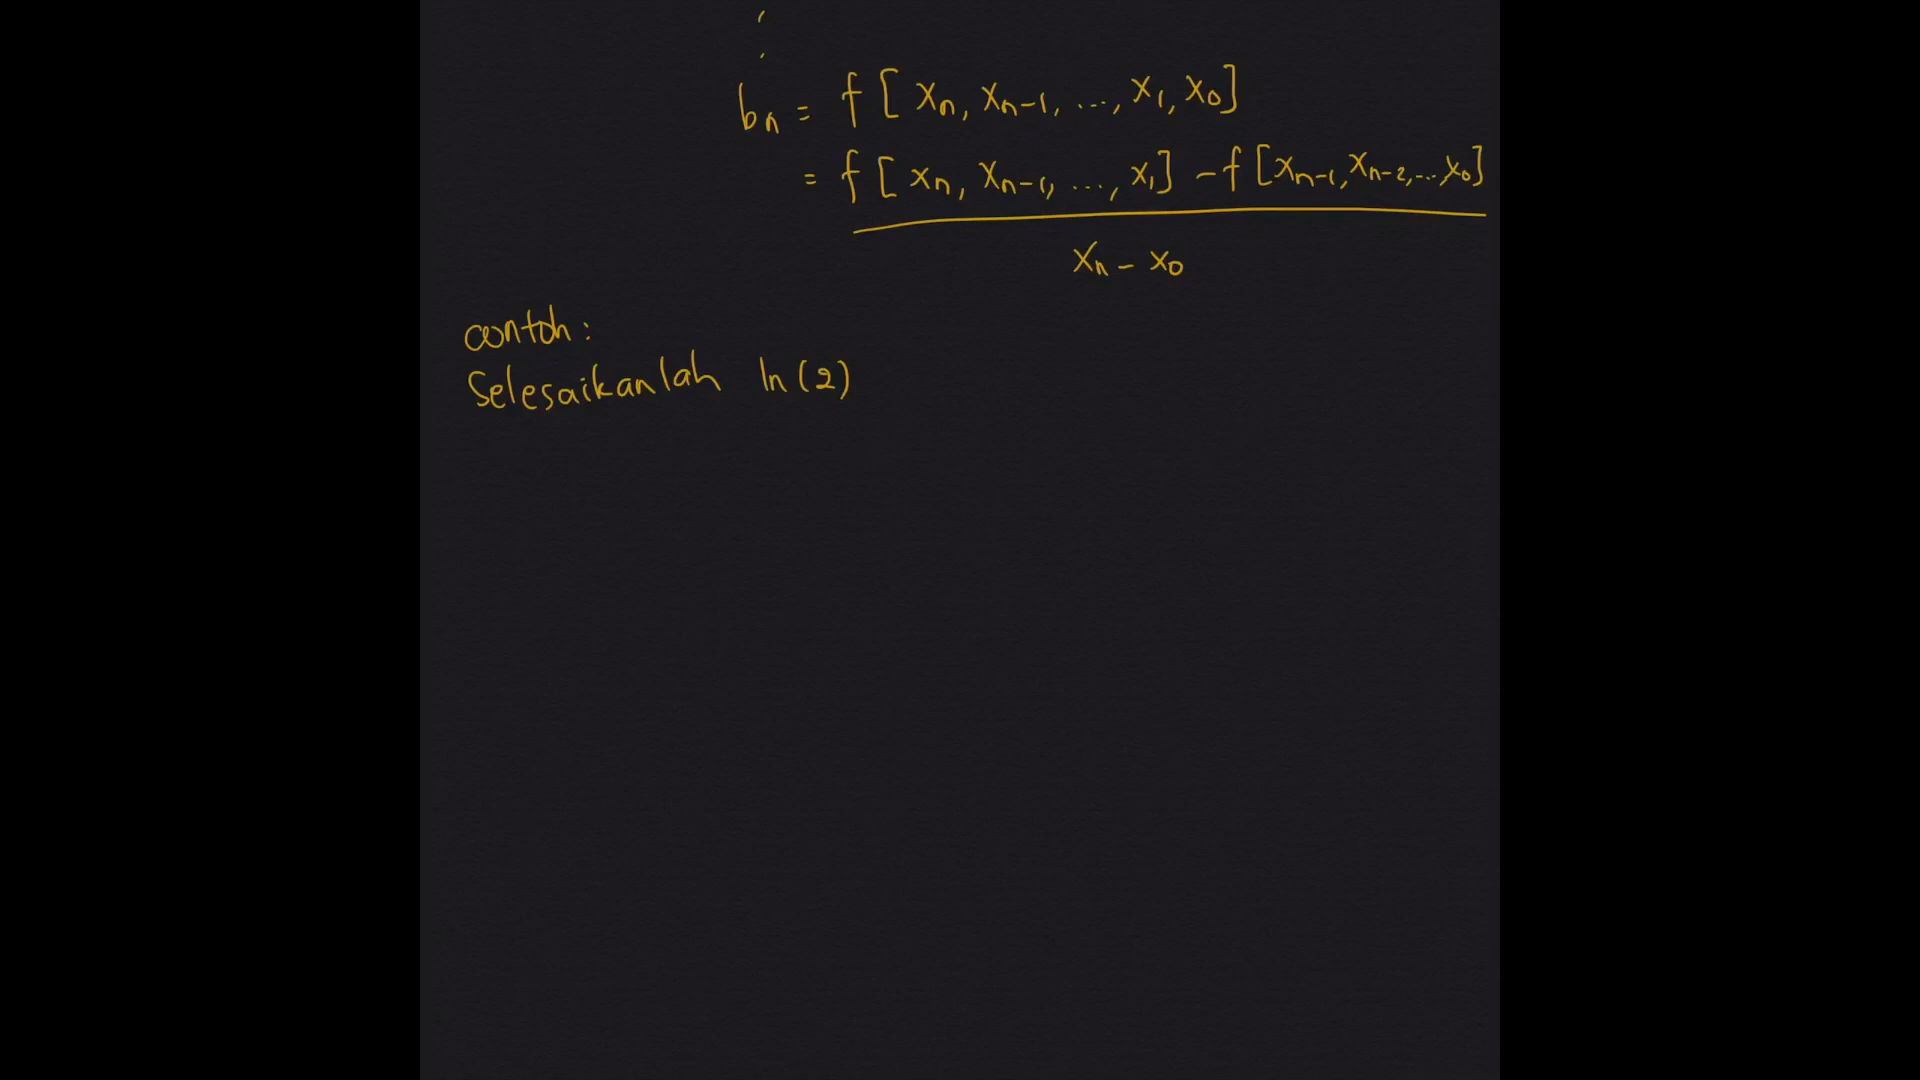 ⋮
bₙ = f [ xₙ, xₙ₋₁, ..., x₁, x₀]
= f [ xₙ, xₙ₋₁, ..., x₁] - f [xₙ₋₁, xₙ₋₂, ..., x₀]
xₙ - x₀
contoh :
Selesaikanlah ln (2)